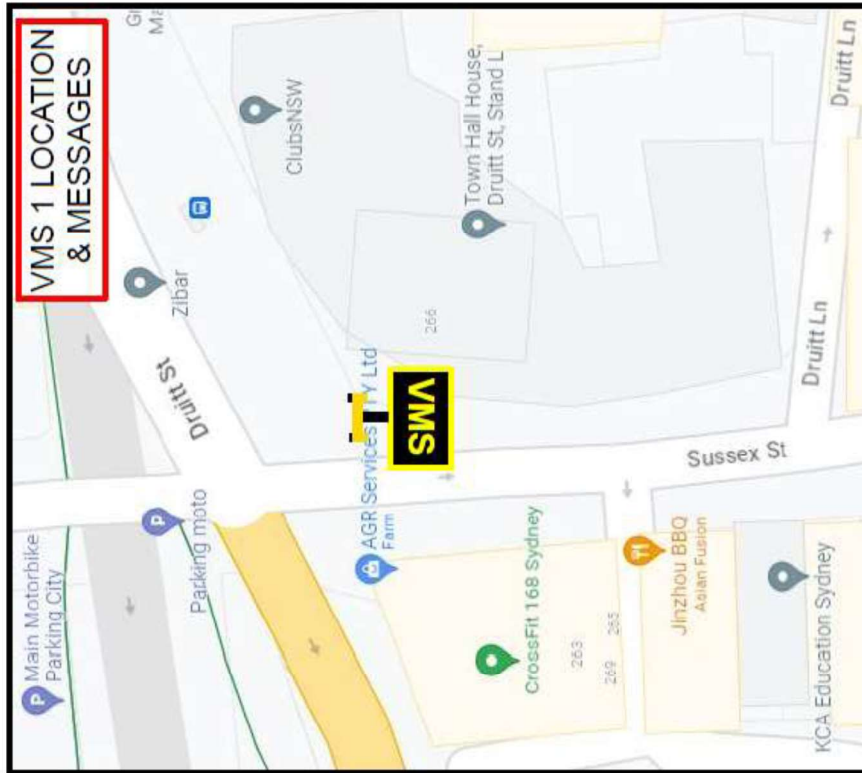 VMS 1 LOCATION
& MESSAGES
ClubsNSW
Town Hall House,
Druitt St, Stand L
Druitt Ln
Zibar
Druitt St
266
AGR Services
Ltd
Farm
VMS
Druitt Ln
Sussex St
Main Motorbike
Parking City
Parking moto
CrossFit 168 Sydney
263
265
269
Jinzhou BBQ
Asian Fusion
KCA Education Sydney
P
P